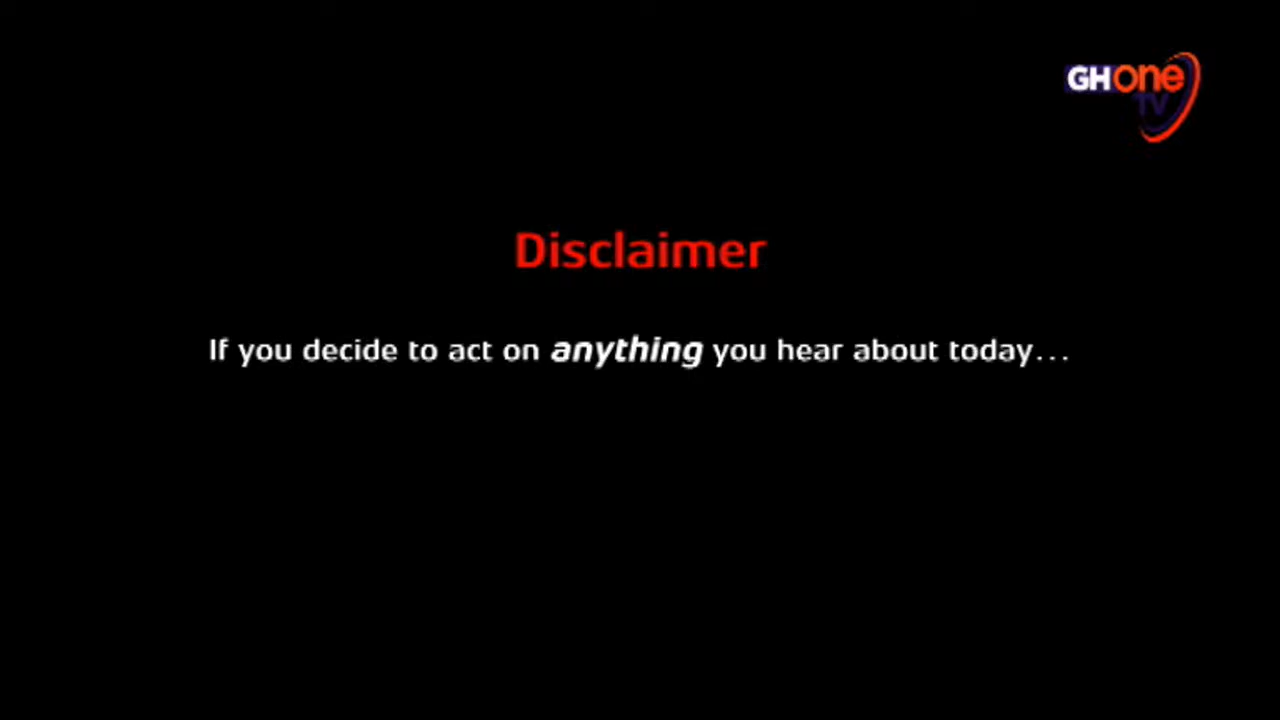 GHOne
TV
Disclaimer
If you decide to act on anything you hear about today...